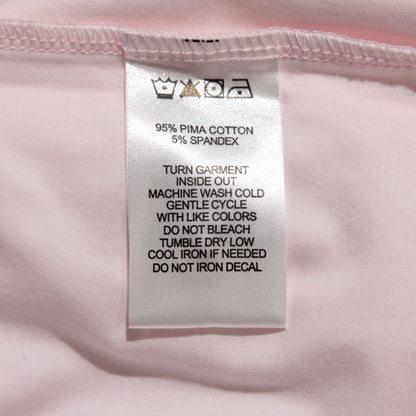 95% PIMA COTTON
5% SPANDEX
TURN GARMENT
INSIDE OUT
MACHINE WASH COLD
GENTLE CYCLE
WITH LIKE COLORS
DO NOT BLEACH
TUMBLE DRY LOW
COOL IRON IF NEEDED
DO NOT IRON DECAL